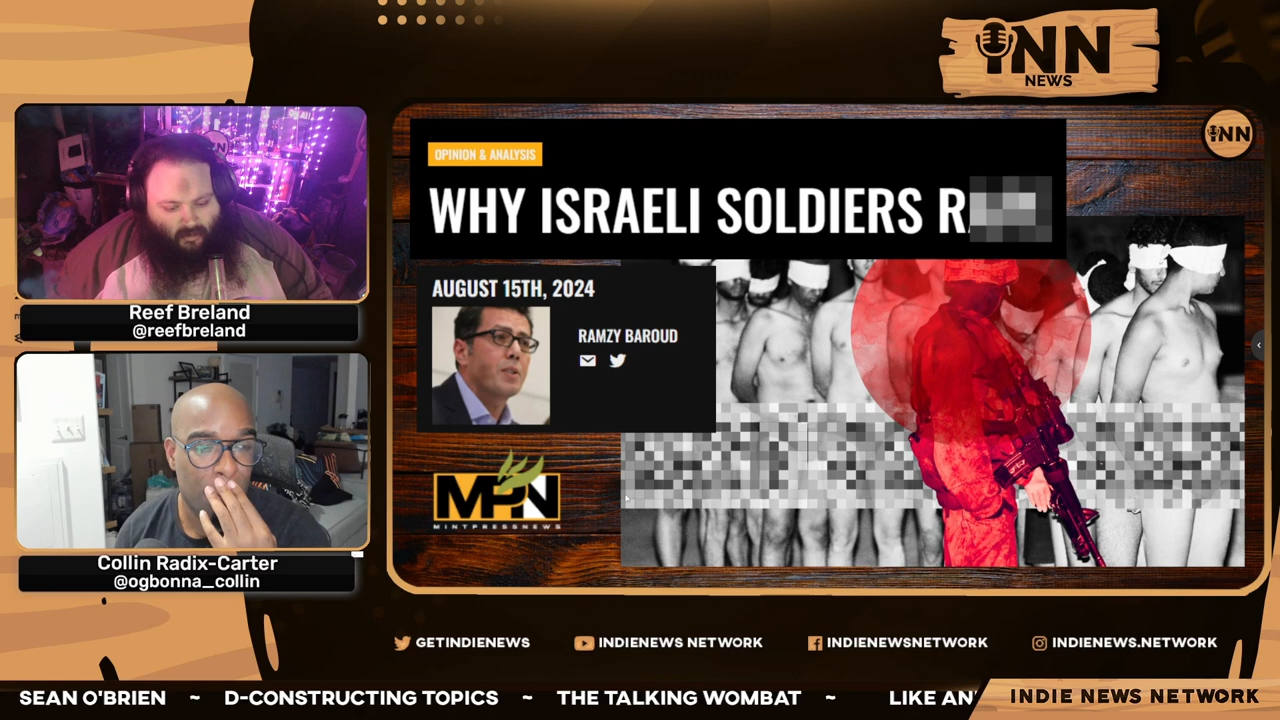 INN
NEWS
INN
OPINION & ANALYSIS
WHY ISRAELI SOLDIERS R
AUGUST 15TH, 2024
RAMZY BAROUD
MPN
MINTPRESSNEWS
Reef Breland
@reefbreland
Collin Radix-Carter
@ogbonna_collin
GETINDIENEWS
INDIENEWS NETWORK
INDIENEWSNETWORK
INDIENEWS.NETWORK
SEAN O'BRIEN ~ D-CONSTRUCTING TOPICS ~ THE TALKING WOMBAT ~ LIKE AN
INDIE NEWS NETWORK